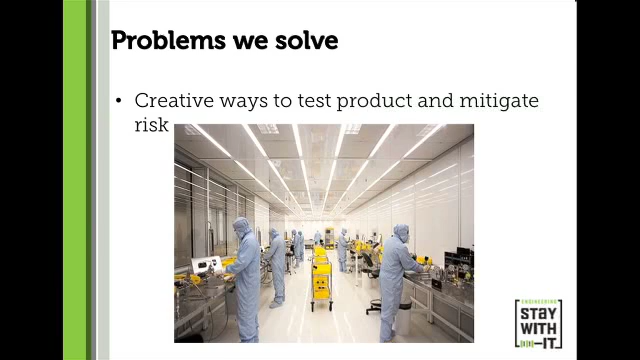 Problems we solve
• Creative ways to test product and mitigate
risk
ENGINEERING
STAY
WITH
IT